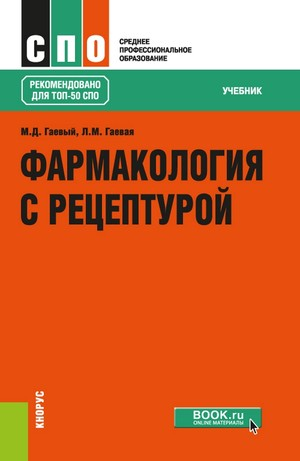 СПО
СРЕДНЕЕ
ПРОФЕССИОНАЛЬНОЕ
ОБРАЗОВАНИЕ
РЕКОМЕНДОВАНО
ДЛЯ ТОП-50 СПО
УЧЕБНИК
М.Д. Гаевый, Л.М. Гаевая
ФАРМАКОЛОГИЯ
С РЕЦЕПТУРОЙ
КНОРУС
BOOK.ru
ONLINE МАТЕРИАЛЫ